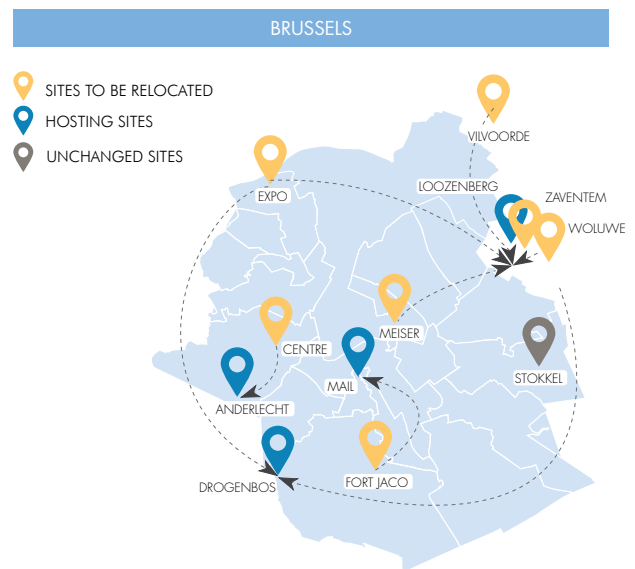 BRUSSELS
SITES TO BE RELOCATED
HOSTING SITES
UNCHANGED SITES
VILVOORDE
EXPO
LOOZENBERG
ZAVENTEM
WOLUWE
MEISER
CENTRE
MAIL
STOKKEL
ANDERLECHT
DROGENBOS
FORT JACO